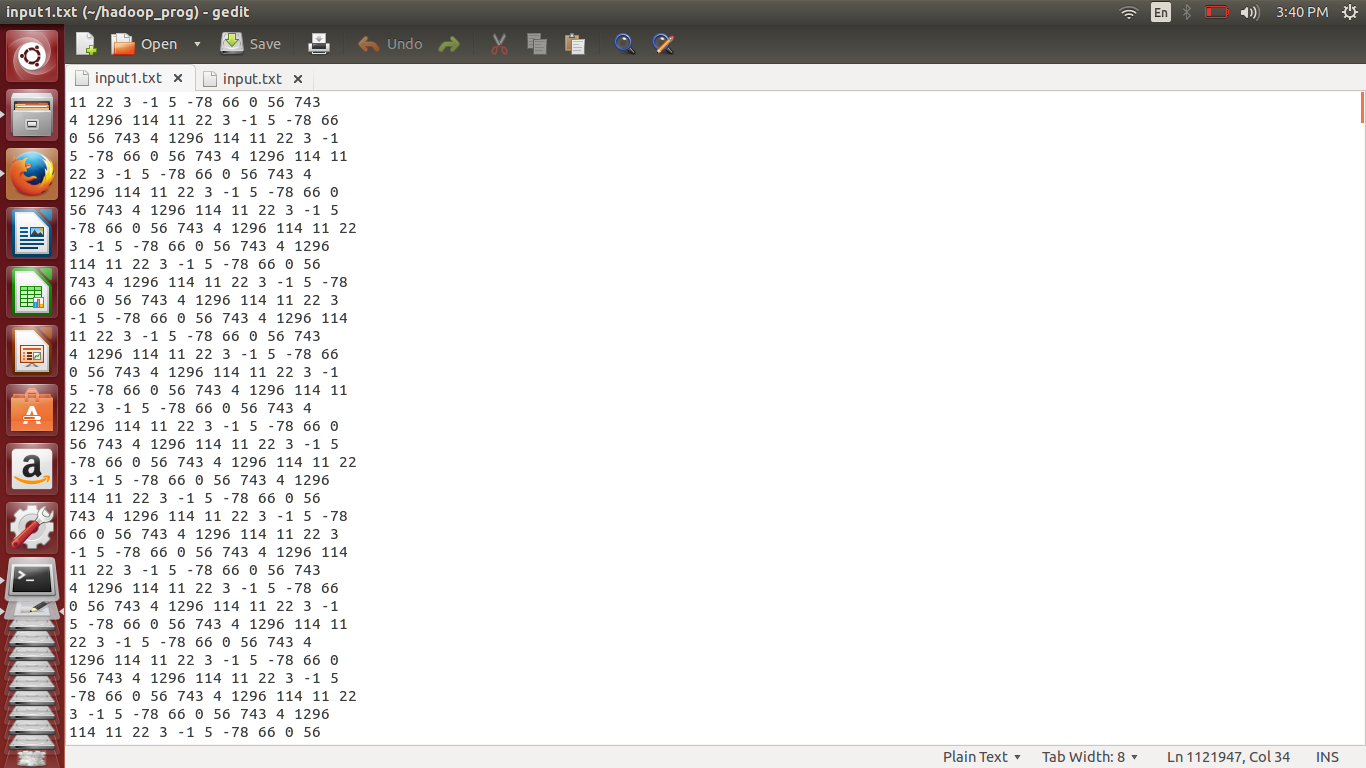 input1.txt (~/hadoop_prog) - gedit
En
3:40 PM
Open
Save
Undo
input1.txt
input.txt
11 22 3 -1 5 -78 66 0 56 743
4 1296 114 11 22 3 -1 5 -78 66
0 56 743 4 1296 114 11 22 3 -1
5 -78 66 0 56 743 4 1296 114 11
22 3 -1 5 -78 66 0 56 743 4
1296 114 11 22 3 -1 5 -78 66 0
56 743 4 1296 114 11 22 3 -1 5
-78 66 0 56 743 4 1296 114 11 22
3 -1 5 -78 66 0 56 743 4 1296
114 11 22 3 -1 5 -78 66 0 56
743 4 1296 114 11 22 3 -1 5 -78
66 0 56 743 4 1296 114 11 22 3
-1 5 -78 66 0 56 743 4 1296 114
11 22 3 -1 5 -78 66 0 56 743
4 1296 114 11 22 3 -1 5 -78 66
0 56 743 4 1296 114 11 22 3 -1
5 -78 66 0 56 743 4 1296 114 11
22 3 -1 5 -78 66 0 56 743 4
1296 114 11 22 3 -1 5 -78 66 0
56 743 4 1296 114 11 22 3 -1 5
-78 66 0 56 743 4 1296 114 11 22
3 -1 5 -78 66 0 56 743 4 1296
114 11 22 3 -1 5 -78 66 0 56
743 4 1296 114 11 22 3 -1 5 -78
66 0 56 743 4 1296 114 11 22 3
-1 5 -78 66 0 56 743 4 1296 114
11 22 3 -1 5 -78 66 0 56 743
4 1296 114 11 22 3 -1 5 -78 66
0 56 743 4 1296 114 11 22 3 -1
5 -78 66 0 56 743 4 1296 114 11
22 3 -1 5 -78 66 0 56 743 4
1296 114 11 22 3 -1 5 -78 66 0
56 743 4 1296 114 11 22 3 -1 5
-78 66 0 56 743 4 1296 114 11 22
3 -1 5 -78 66 0 56 743 4 1296
114 11 22 3 -1 5 -78 66 0 56
Plain Text
Tab Width: 8
Ln 1121947, Col 34
INS